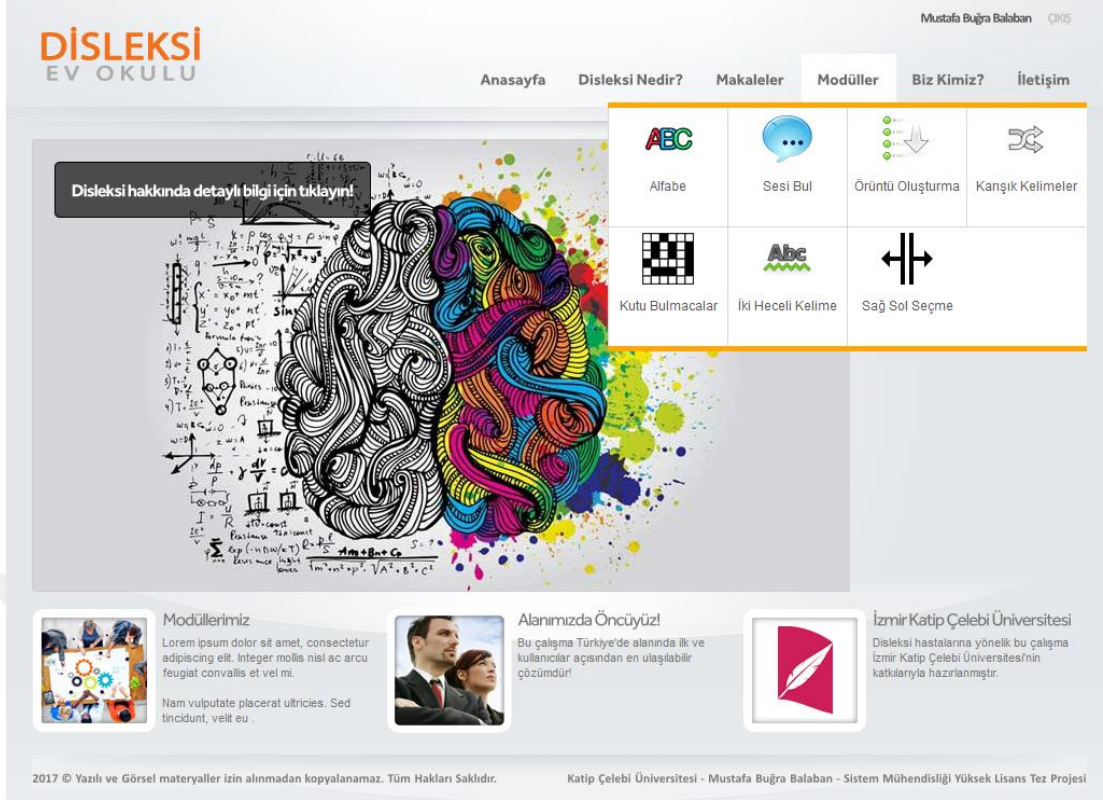 Mustafa Buğra Balaban ÇIKIŞ
DİSLEKSİ
EV OKULU
Anasayfa Disleksi Nedir? Makaleler Modüller Biz Kimiz? İletişim
ABC
Alfabe Sesi Bul Örüntü Oluşturma Karışık Kelimeler
Abc
Kutu Bulmacalar İki Heceli Kelime Sağ Sol Seçme
Disleksi hakkında detaylı bilgi için tıklayın!
Modüllerimiz
Lorem ipsum dolor sit amet, consectetur
adipiscing elit. Integer mollis nisl ac arcu
feugiat convallis et vel mi.
Nam vulputate placerat ultricies. Sed
tincidunt, velit eu .
Alanımızda Öncüyüz!
Bu çalışma Türkiye'de alanında ilk ve
kullanıcılar açısından en ulaşılabilir
çözümdür!
İzmir Katip Çelebi Üniversitesi
Disleksi hastalarına yönelik bu çalışma
İzmir Katip Çelebi Üniversitesi'nin
katkılarıyla hazırlanmıştır.
2017 © Yazılı ve Görsel materyaller izin alınmadan kopyalanamaz. Tüm Hakları Saklıdır.
Katip Çelebi Üniversitesi - Mustafa Buğra Balaban - Sistem Mühendisliği Yüksek Lisans Tez Projesi